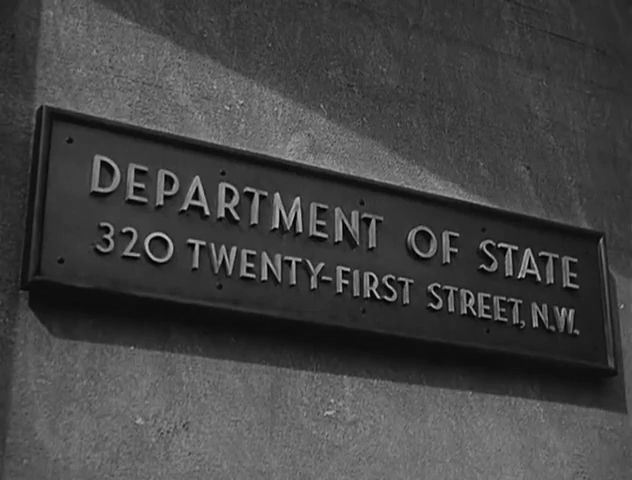 DEPARTMENT OF STATE
320 TWENTY-FIRST STREET, N.W.